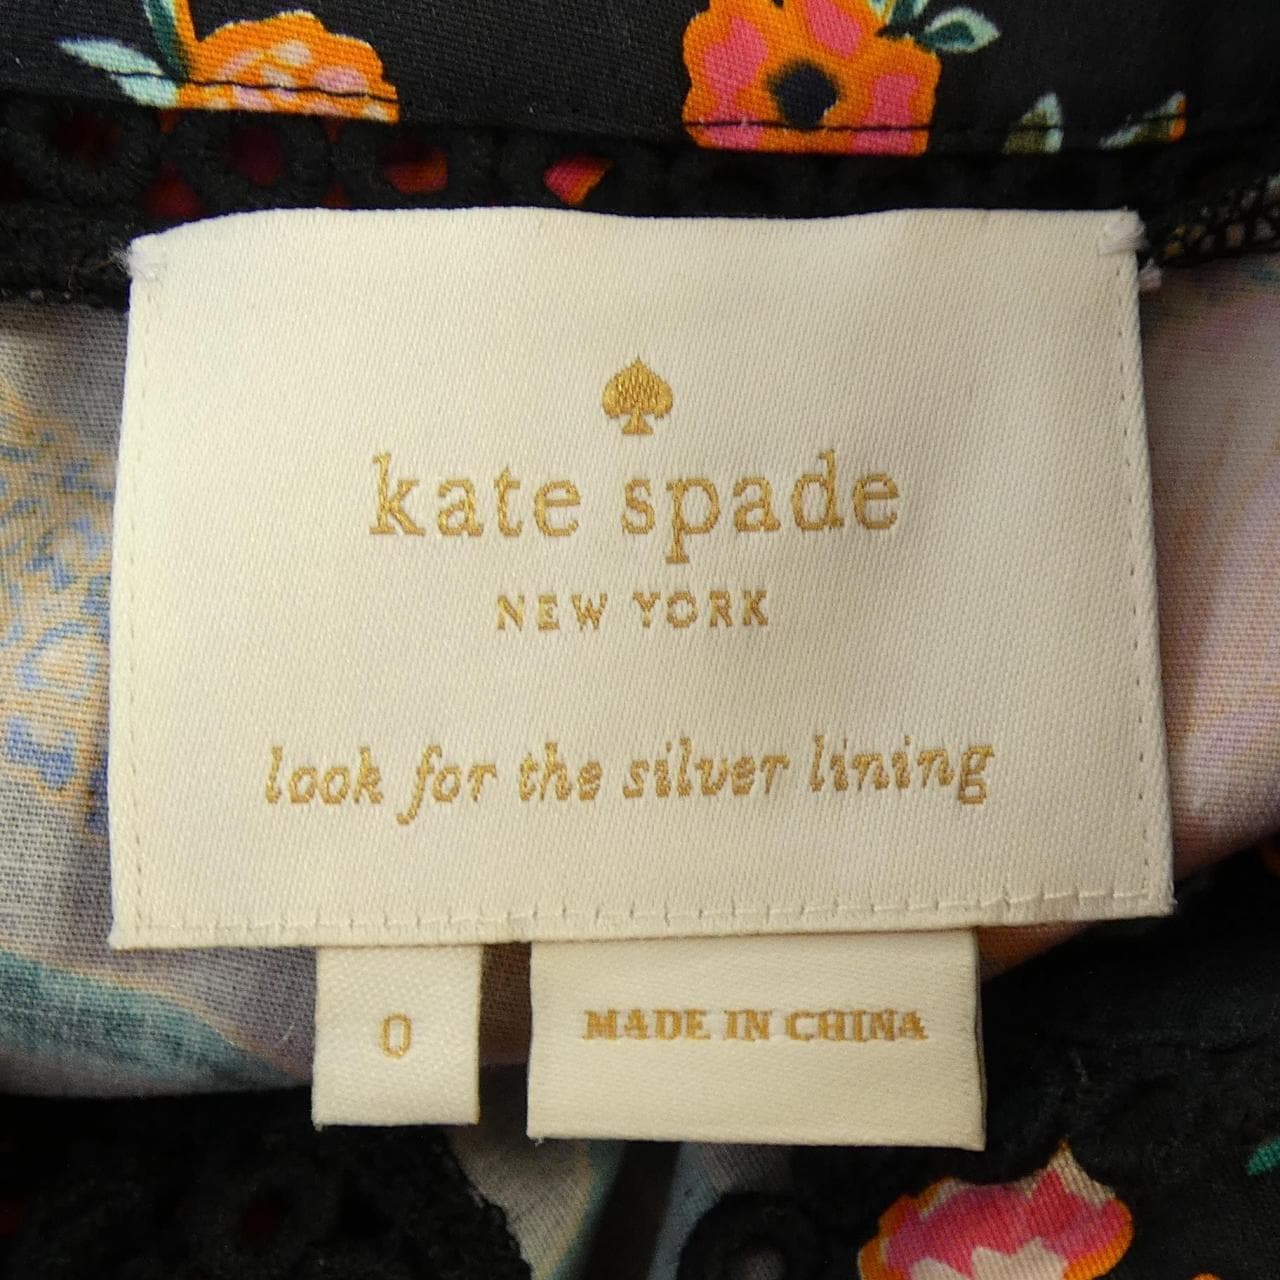 kate spade
NEW YORK
look for the silver lining
0
MADE IN CHINA